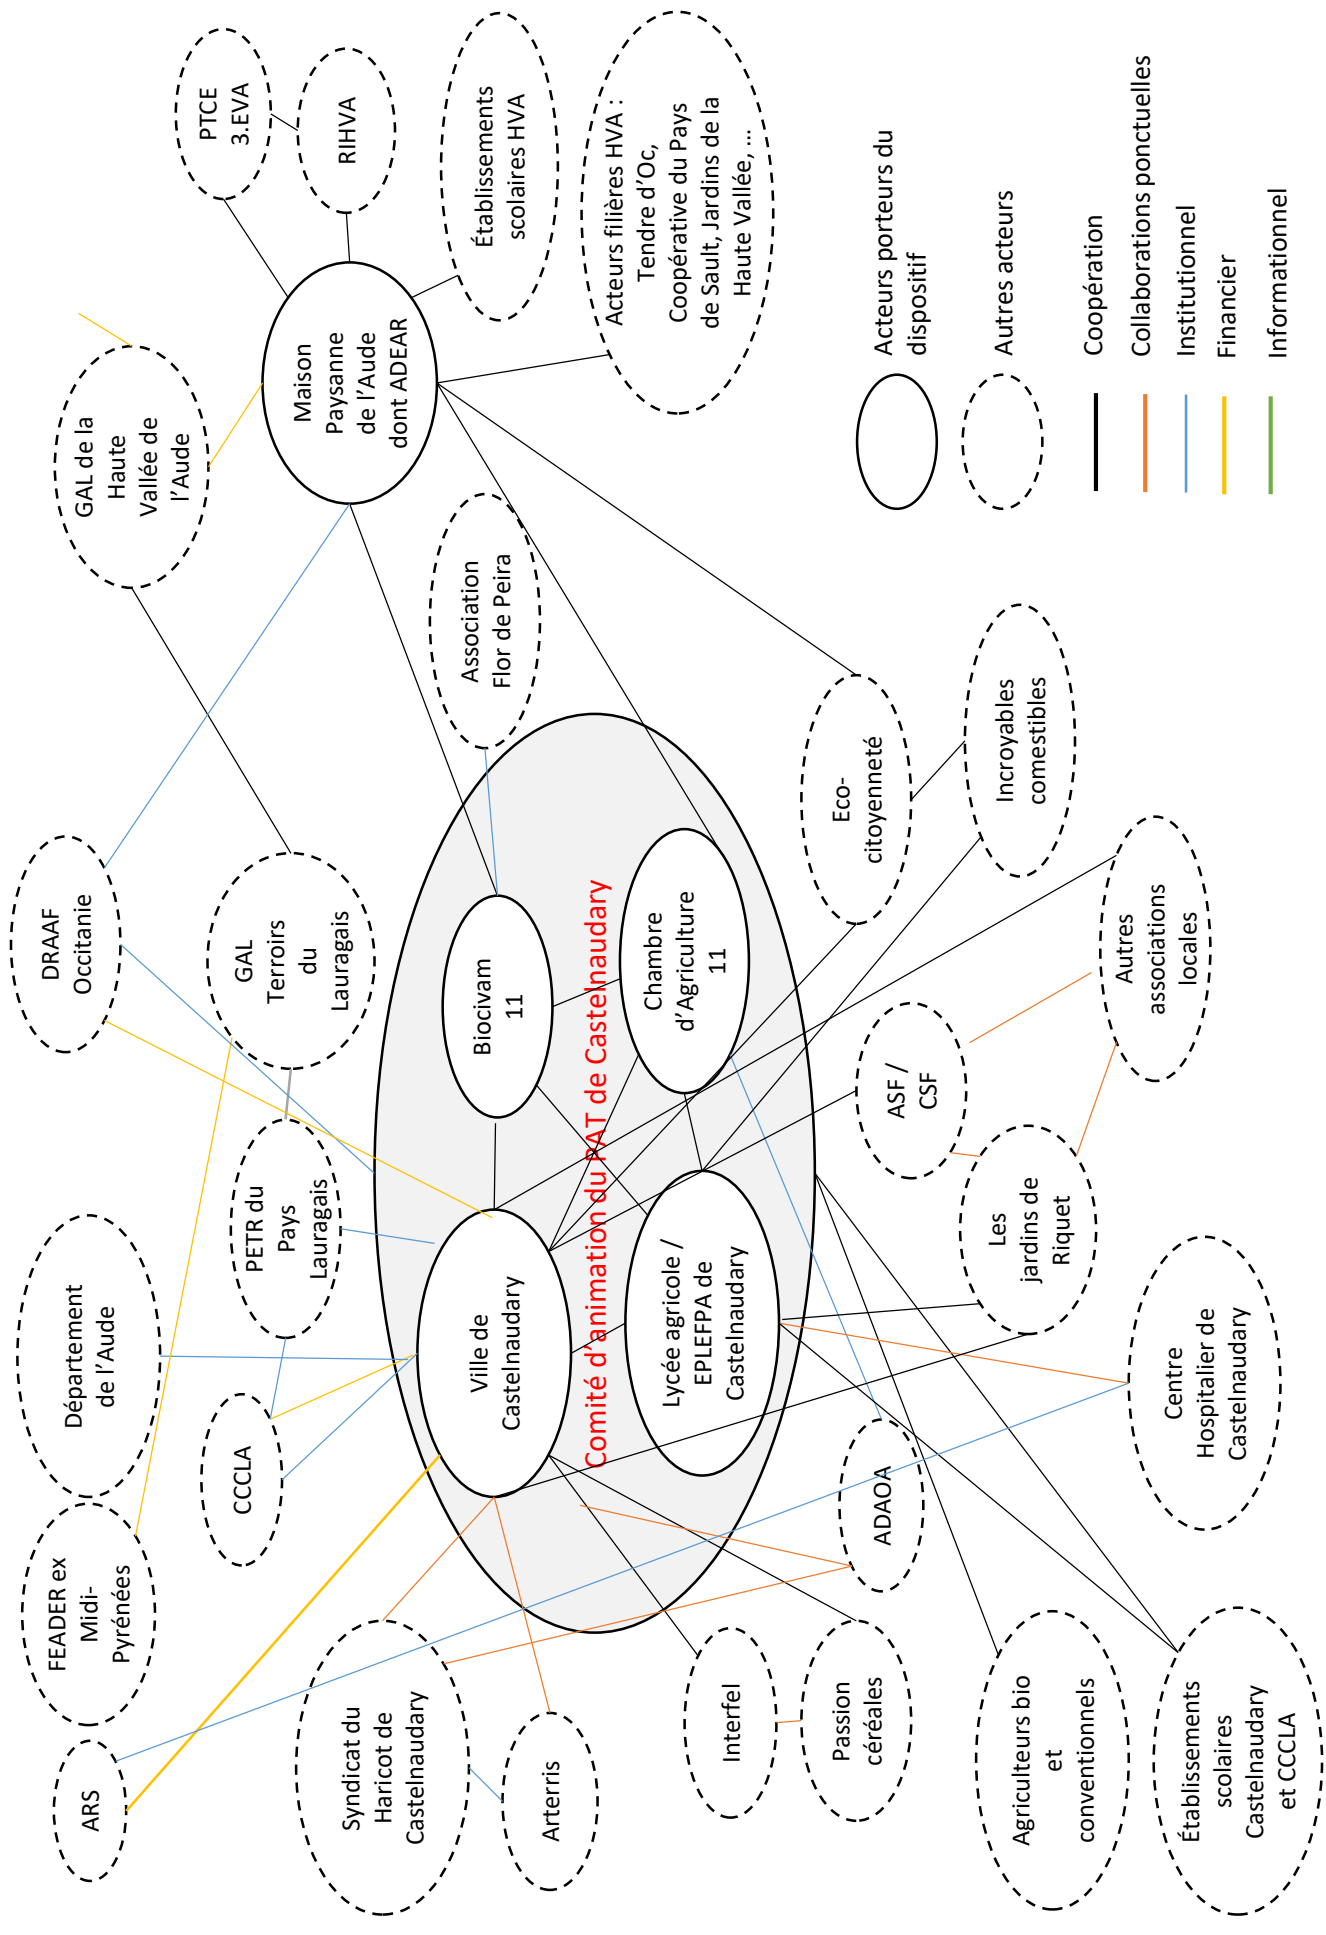 ARS
FEADER ex
Midi-
Pyrénées
Département
de l'Aude
DRAAF
Occitanie
GAL de la
Haute
Vallée de
l'Aude
PTCE
3.EVA
RIHVA
CCCLA
PETR du
Pays
Lauragais
GAL
Terroirs
du
Lauragais
Maison
Paysanne
de l'Aude
dont ADEAR
Établissements
scolaires HVA
Syndicat du
Haricot de
Castelnaudary
Arterris
Ville de
Castelnaudary
Biocivam
11
Association
Flor de Peira
Acteurs filières HVA :
Tendre d'Oc,
Coopérative du Pays
de Sault, Jardins de la
Haute Vallée, …
Comité d'animation du PAT de Castelnaudary
Lycée agricole /
EPLEFPA de
Castelnaudary
Chambre
d'Agriculture
11
Interfel
Passion
céréales
ADAOA
ASF /
CSF
Eco-
citoyenneté
Incroyables
comestibles
Agriculteurs bio
et
conventionnels
Les
jardins de
Riquet
Autres
associations
locales
Établissements
scolaires
Castelnaudary
et CCCLA
Centre
Hospitalier de
Castelnaudary
Acteurs porteurs du
dispositif
Autres acteurs
Coopération
Collaborations ponctuelles
Institutionnel
Financier
Informationnel